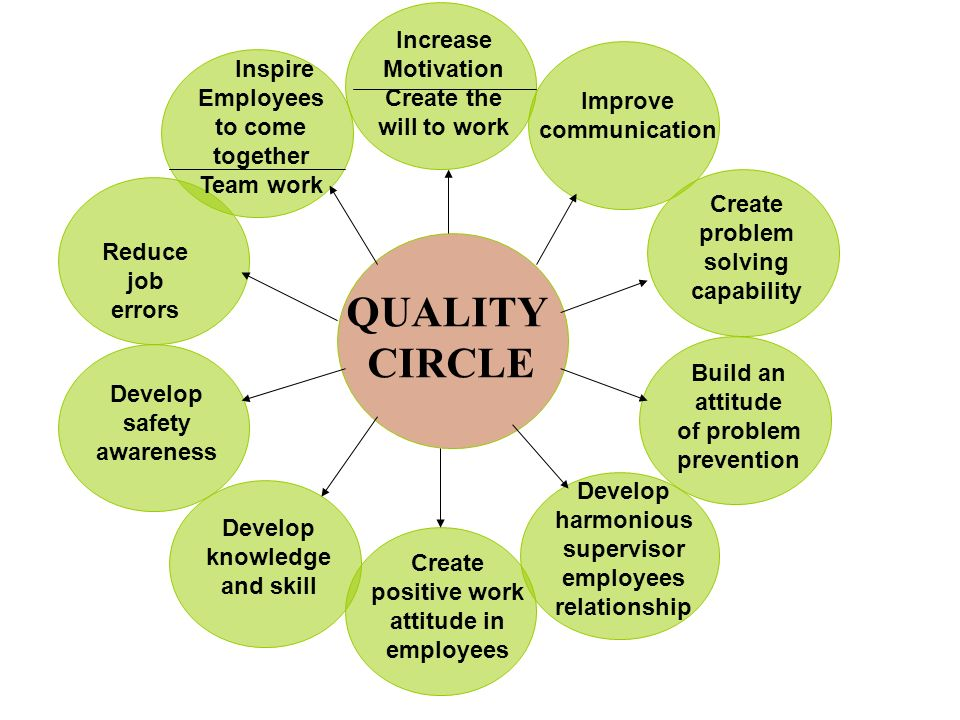 Increase
Motivation
Create the
will to work
Inspire
Employees
to come
together
Team work
Improve
communication
Create
problem
solving
capability
Reduce
job
errors
QUALITY
CIRCLE
Build an
attitude
of problem
prevention
Develop
safety
awareness
Develop
harmonious
supervisor
employees
relationship
Develop
knowledge
and skill
Create
positive work
attitude in
employees